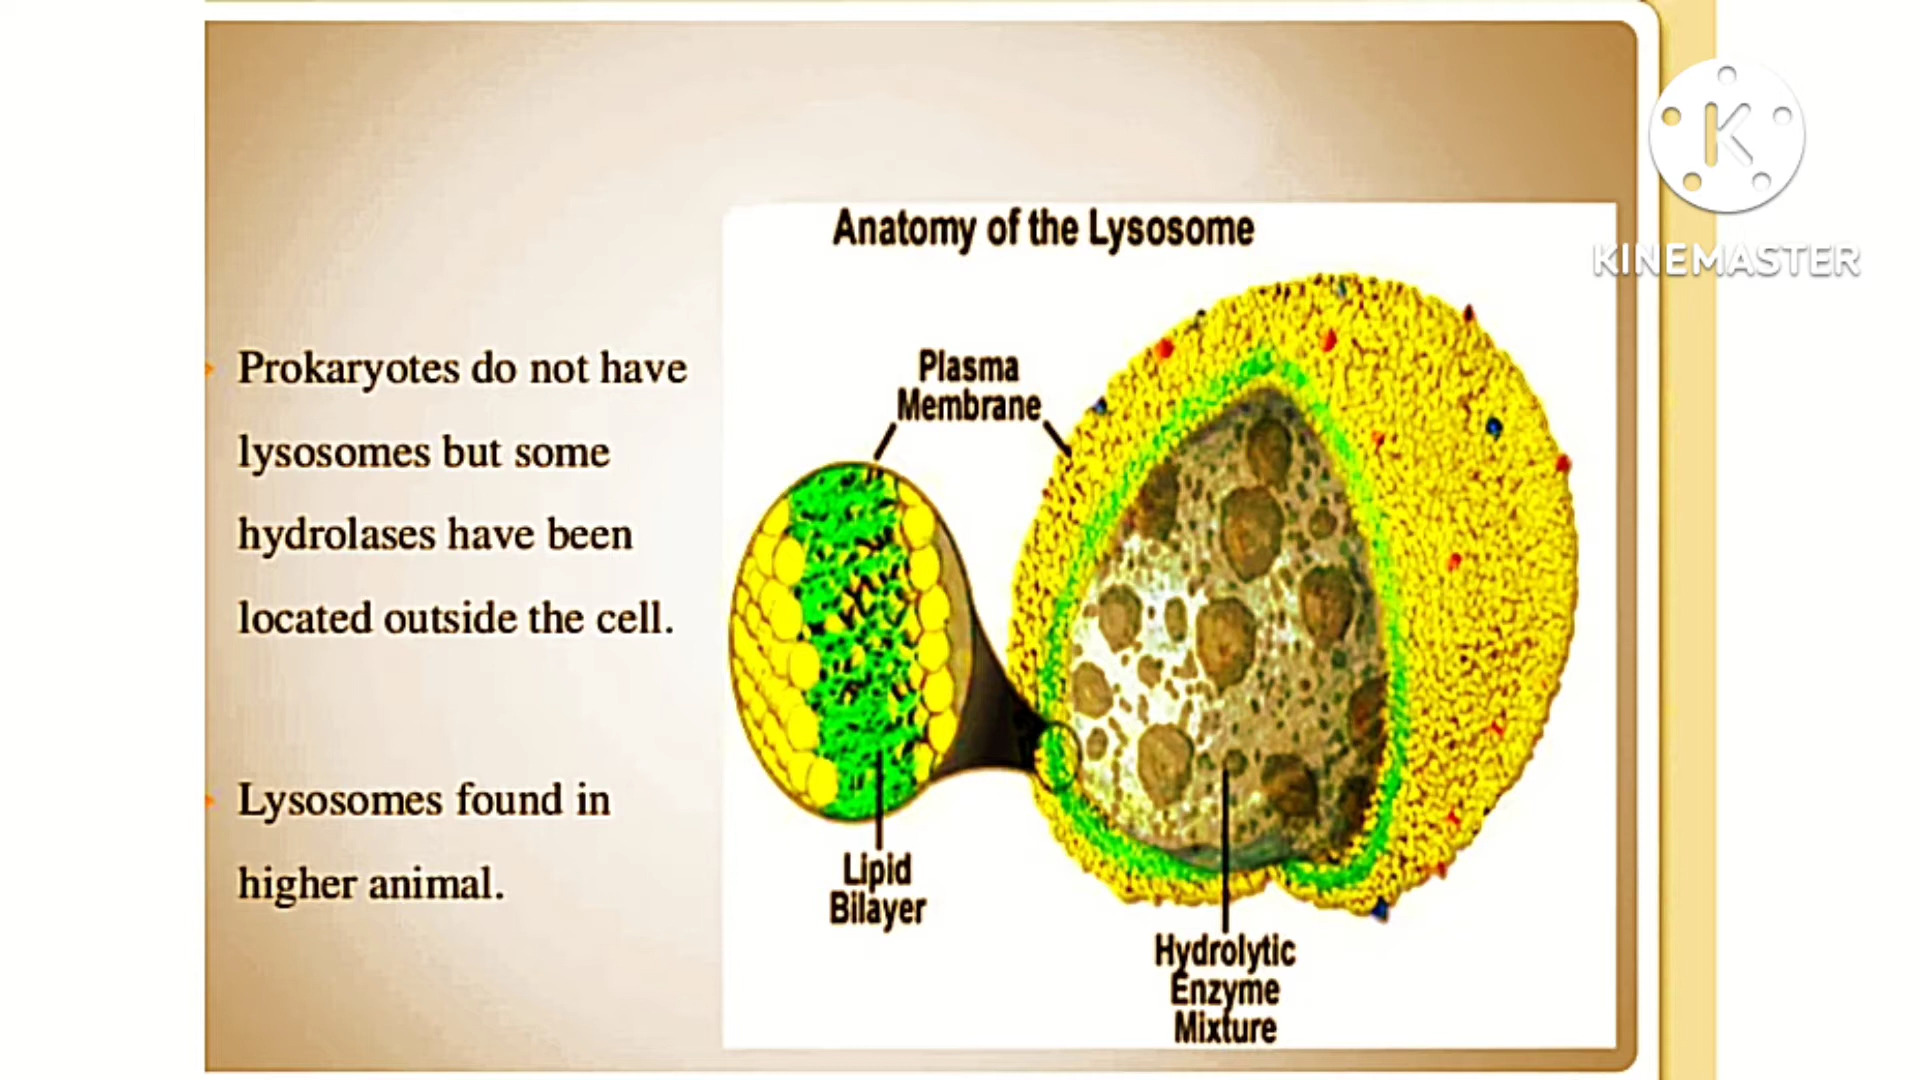 Anatomy of the Lysosome
Prokaryotes do not have
lysosomes but some
hydrolases have been
located outside the cell.
Lysosomes found in
higher animal.
Plasma
Membrane
Lipid
Bilayer
Hydrolytic
Enzyme
Mixture
K
KINEMASTER